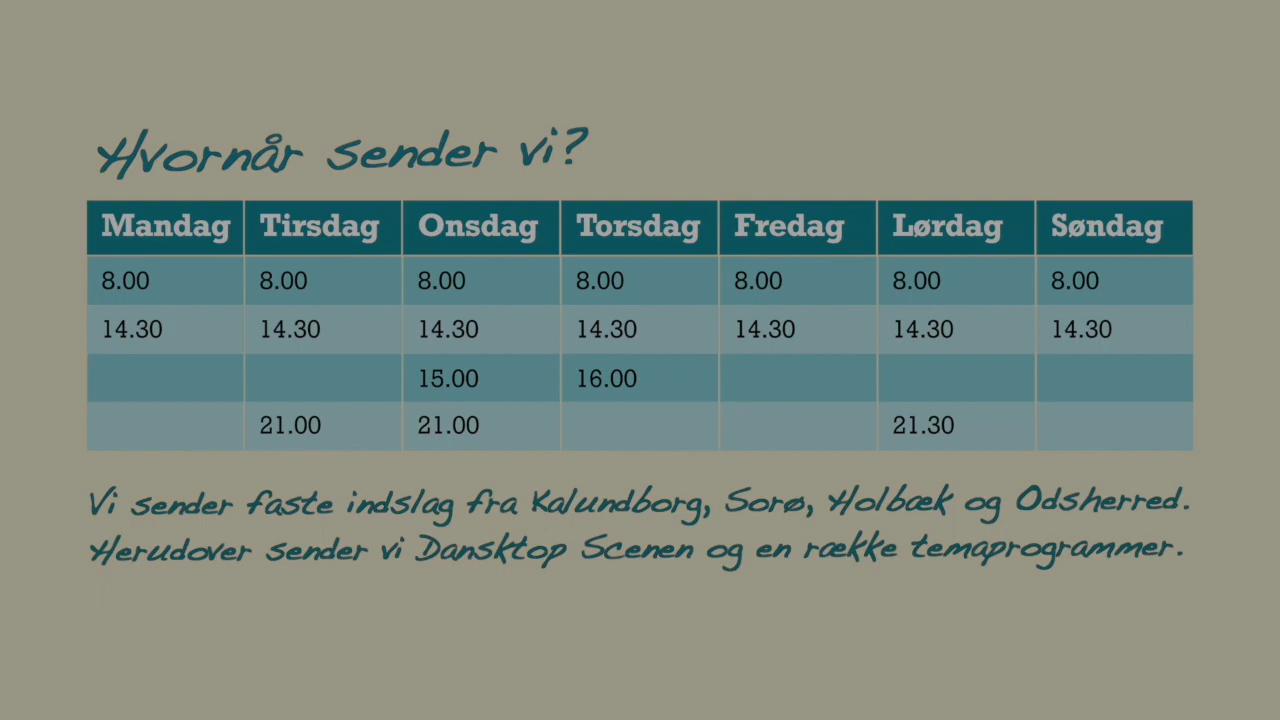 Hvornår sender vi?
Mandag Tirsdag Onsdag Torsdag Fredag Lørdag Søndag
8.00 8.00 8.00 8.00 8.00 8.00 8.00
14.30 14.30 14.30 14.30 14.30 14.30 14.30
15.00 16.00
21.00 21.00 21.30
Vi sender faste indslag fra Kalundborg, Sorø, Holbæk og Odsherred.
Herudover sender vi Dansktop Scenen og en række temaprogrammer.